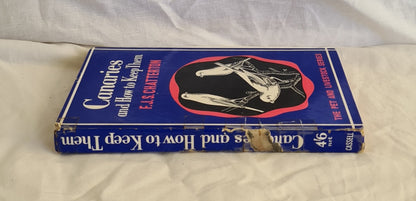 Canaries
and How to Keep Them
F.J.S. CHATTERTON
THE PET AND LIVESTOCK SERIES
Canaries and How to Keep Them
4/6
net
CASSELL